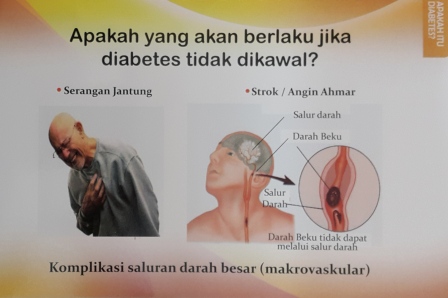 APAKAH ITU
DIABETES?
Apakah yang akan berlaku jika
diabetes tidak dikawal?
• Serangan Jantung
• Strok / Angin Ahmar
Salur darah
Darah Beku
Salur
Darah
Darah Beku tidak dapat
melalui salur darah
Komplikasi saluran darah besar (makrovaskular)